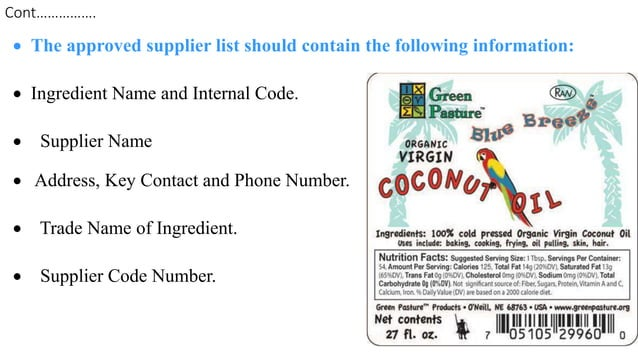 Cont................
• The approved supplier list should contain the following information:
• Ingredient Name and Internal Code.
• Supplier Name
• Address, Key Contact and Phone Number.
• Trade Name of Ingredient.
• Supplier Code Number.
Green
Pasture™
RAW
Blue Breeze™
ORGANIC
VIRGIN
COCONUT OIL
Ingredients: 100% cold pressed Organic Virgin Coconut Oil
Uses include: baking, cooking, frying, oil pulling, skin, hair.
Nutrition Facts: Suggested Serving Size: 1 Tbsp, Servings Per Container:
54, Amount Per Serving: Calories 125, Total Fat 14g (20%DV), Saturated Fat 13g
(65%DV), Trans Fat 0g (0%DV), Cholesterol 0mg (0%DV), Sodium 0mg (0%DV), Total
Carbohydrate 0g (0%DV). Not significant source of: Fiber, Sugars, Protein, Vitamin A and C,
Calcium, Iron. % Daily Value (DV) are based on a 2000 calorie diet.
Green Pasture™ Products • O'Neill, NE 68763 • USA • www.greenpasture.org
Net contents
27 fl. oz.
7 05105 29960 0